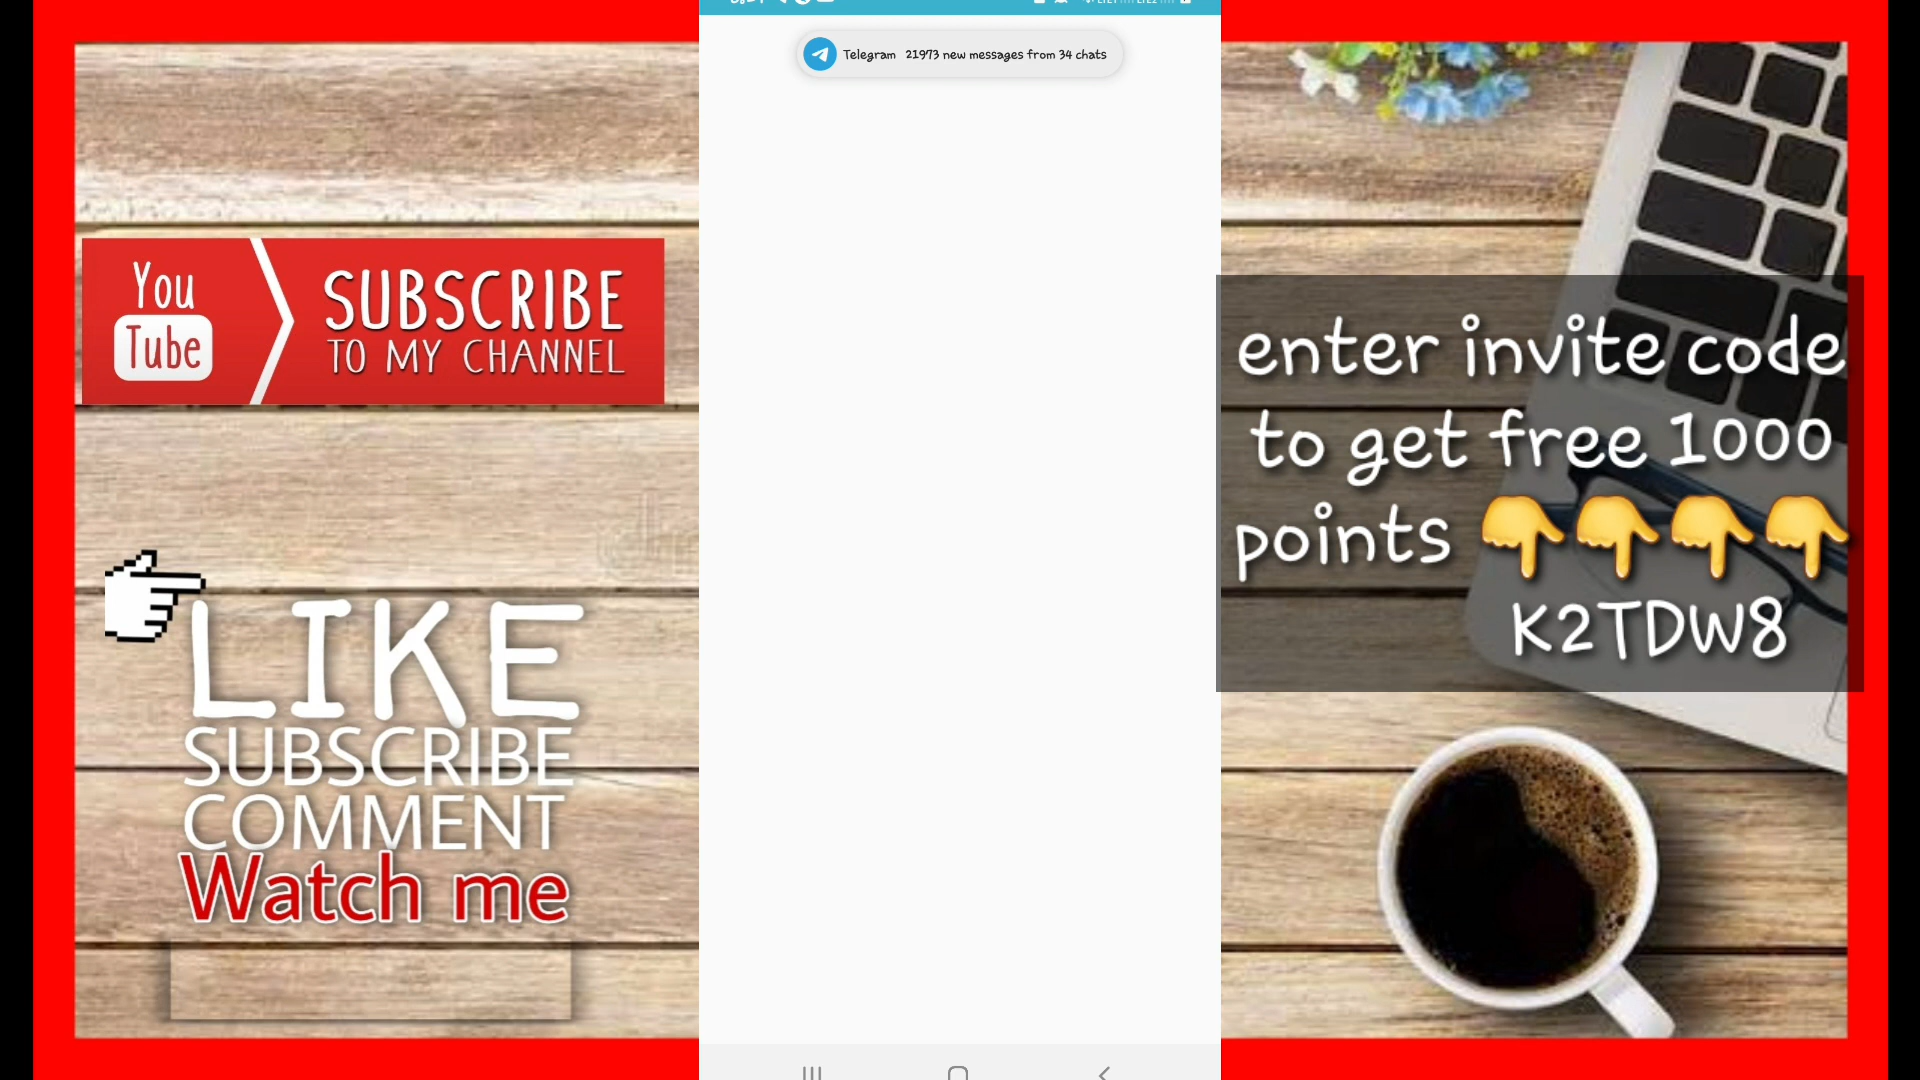 Telegram 21973 new messages from 34 chats
You
Tube
SUBSCRIBE
TO MY CHANNEL
enter invite code
to get free 1000
points 👇👇👇👇
K2TDW8
LIKE
SUBSCRIBE
COMMENT
Watch me